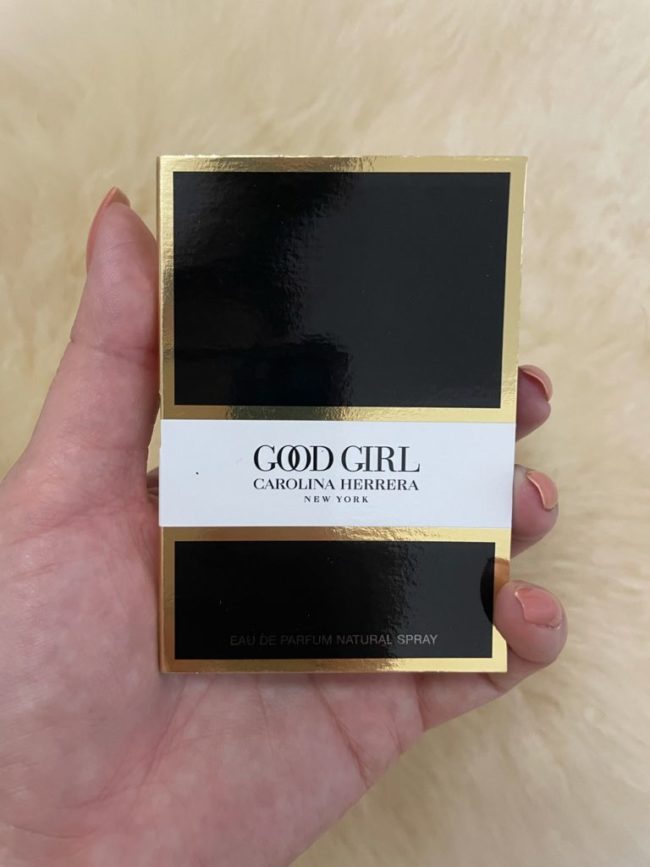 GOOD GIRL
CAROLINA HERRERA
NEW YORK
EAU DE PARFUM NATURAL SPRAY